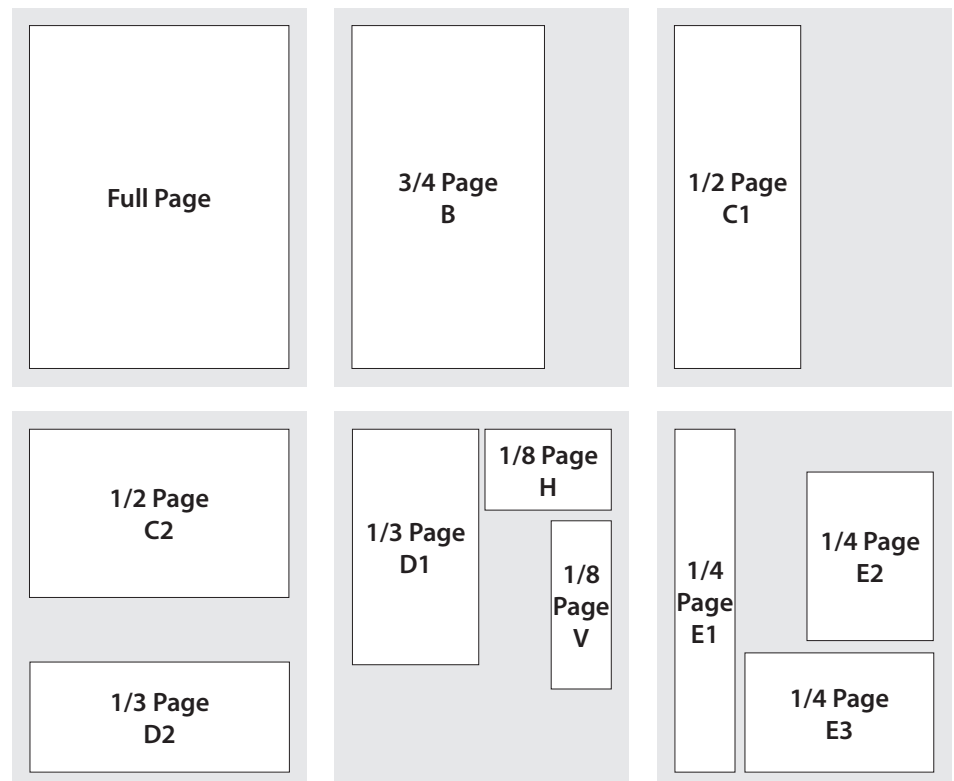 Full Page
3/4 Page
B
1/2 Page
C1
1/2 Page
C2
1/3 Page
D2
1/3 Page
D1
1/8 Page
H
1/8
Page
V
1/4
Page
E1
1/4 Page
E2
1/4 Page
E3